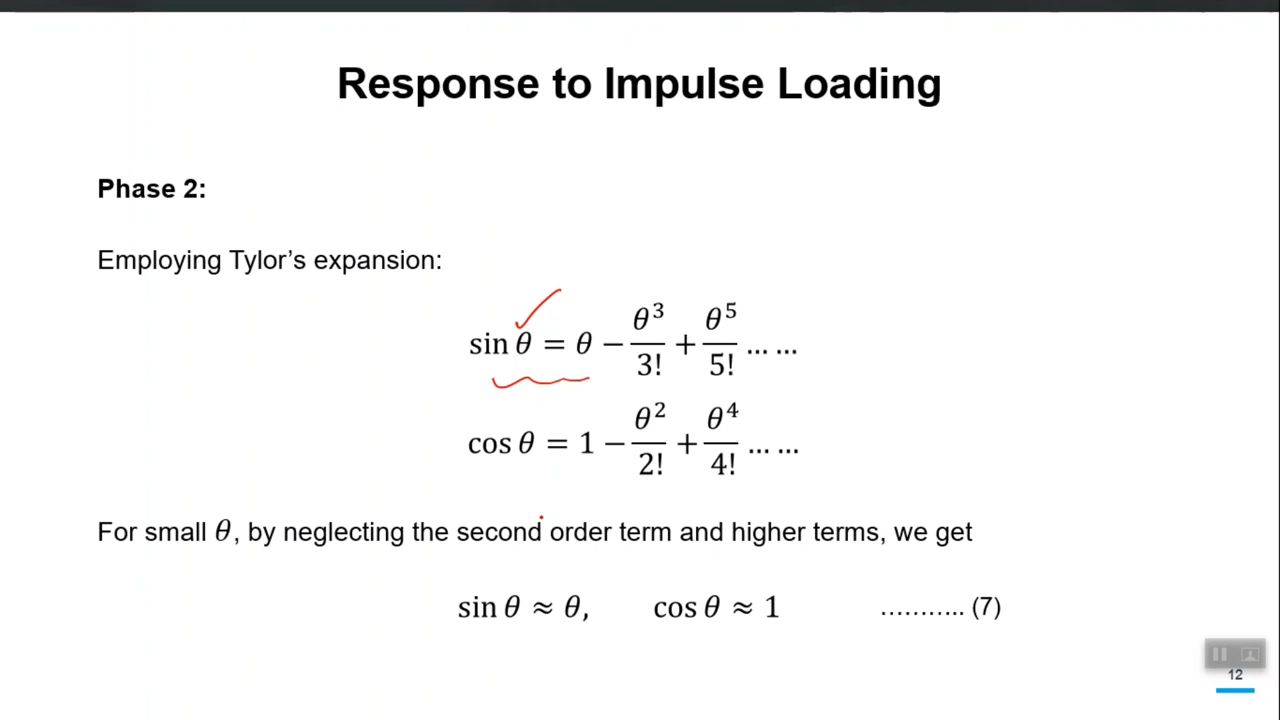 Response to Impulse Loading
Phase 2:
Employing Tylor’s expansion:
sin θ = θ − θ³/3! + θ⁵/5! … …
cos θ = 1 − θ²/2! + θ⁴/4! … …
For small θ, by neglecting the second order term and higher terms, we get
sin θ ≈ θ, cos θ ≈ 1 ……….. (7)
12